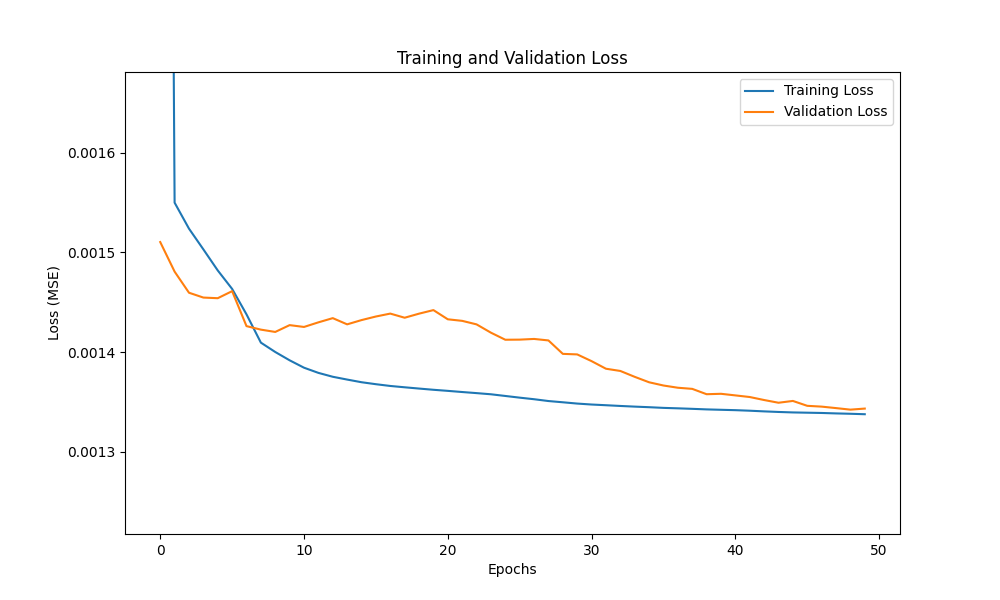 Training and Validation Loss
Training Loss
Validation Loss
0.0016
0.0015
0.0014
0.0013
Loss (MSE)
0 10 20 30 40 50
Epochs